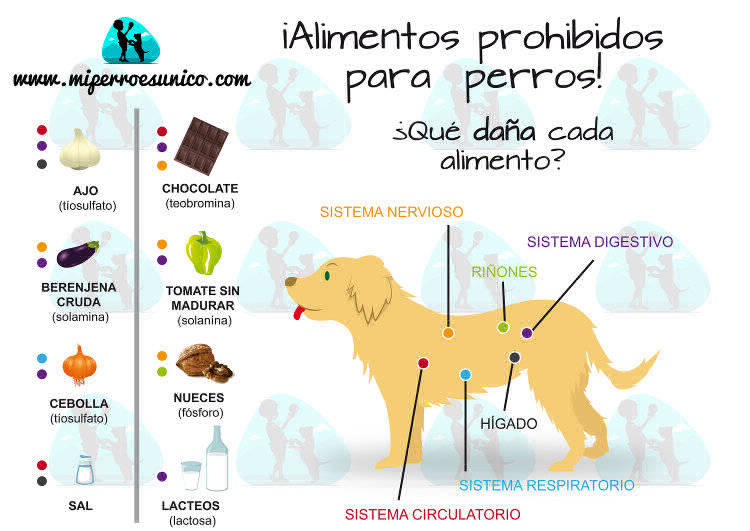 www.miperroesunico.com
¡Alimentos prohibidos
para perros!
¿Qué daña cada
alimento?
AJO
(tiosulfato)
CHOCOLATE
(teobromina)
BERENJENA
CRUDA
(solamina)
TOMATE SIN
MADURAR
(solanina)
CEBOLLA
(tiosulfato)
NUECES
(fósforo)
SAL
LACTEOS
(lactosa)
SISTEMA NERVIOSO
SISTEMA DIGESTIVO
RIÑONES
HÍGADO
SISTEMA RESPIRATORIO
SISTEMA CIRCULATORIO